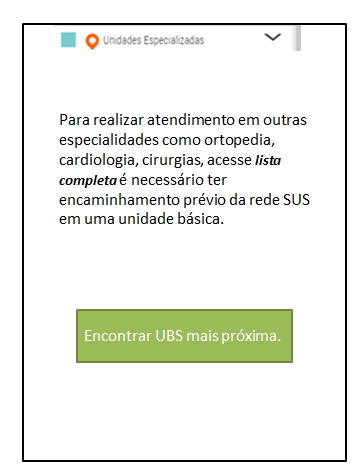 Unidades Especializadas
Para realizar atendimento em outras
especialidades como ortopedia,
cardiologia, cirurgias, acesse lista
completa é necessário ter
encaminhamento prévio da rede SUS
em uma unidade básica.
Encontrar UBS mais próxima.